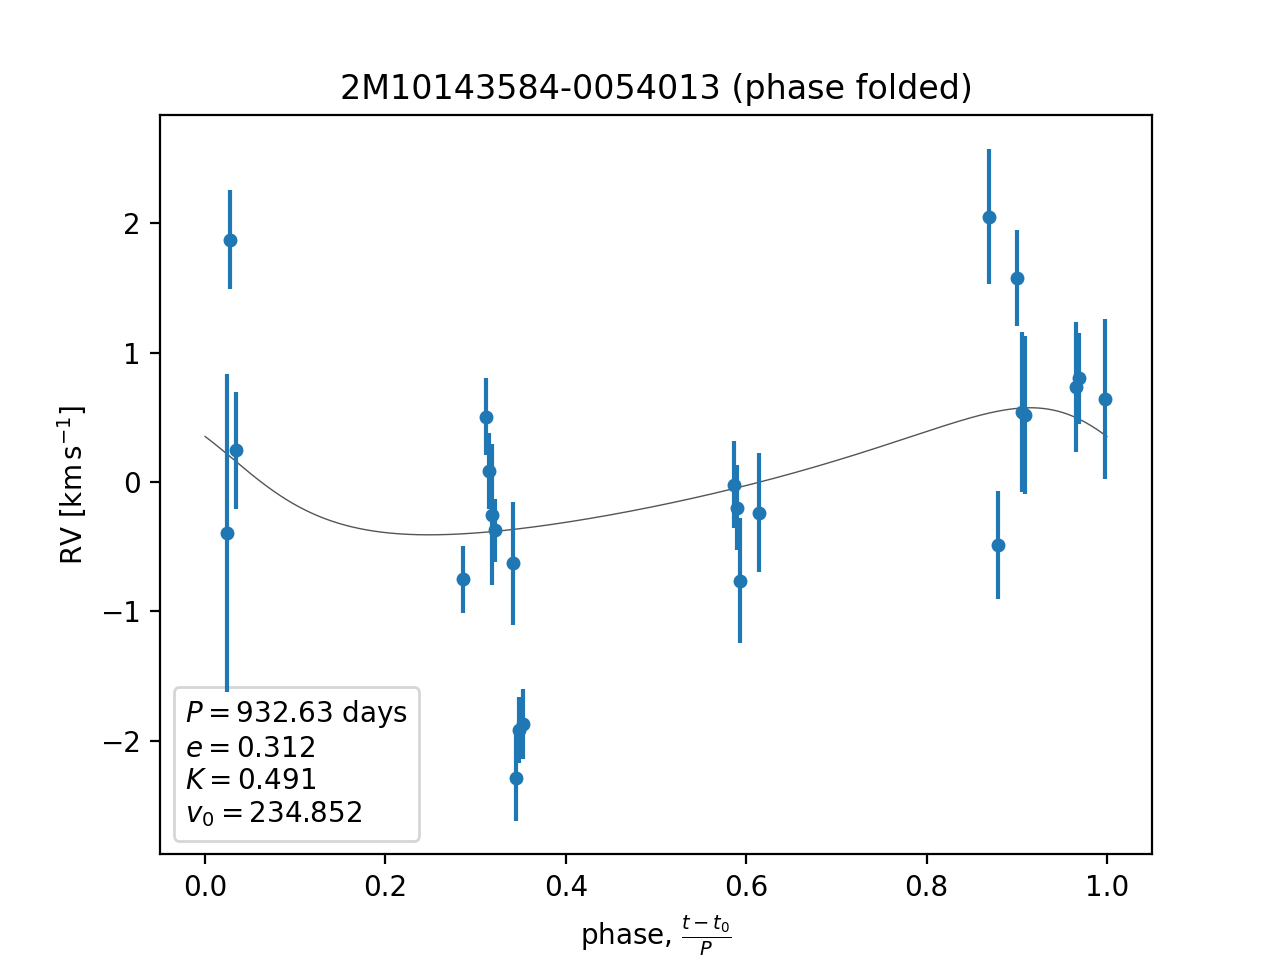 2M10143584-0054013 (phase folded)
RV [km s⁻¹]
2
1
0
−1
−2
P = 932.63 days
e = 0.312
K = 0.491
v₀ = 234.852
0.0 0.2 0.4 0.6 0.8 1.0
phase, (t − t₀)/P